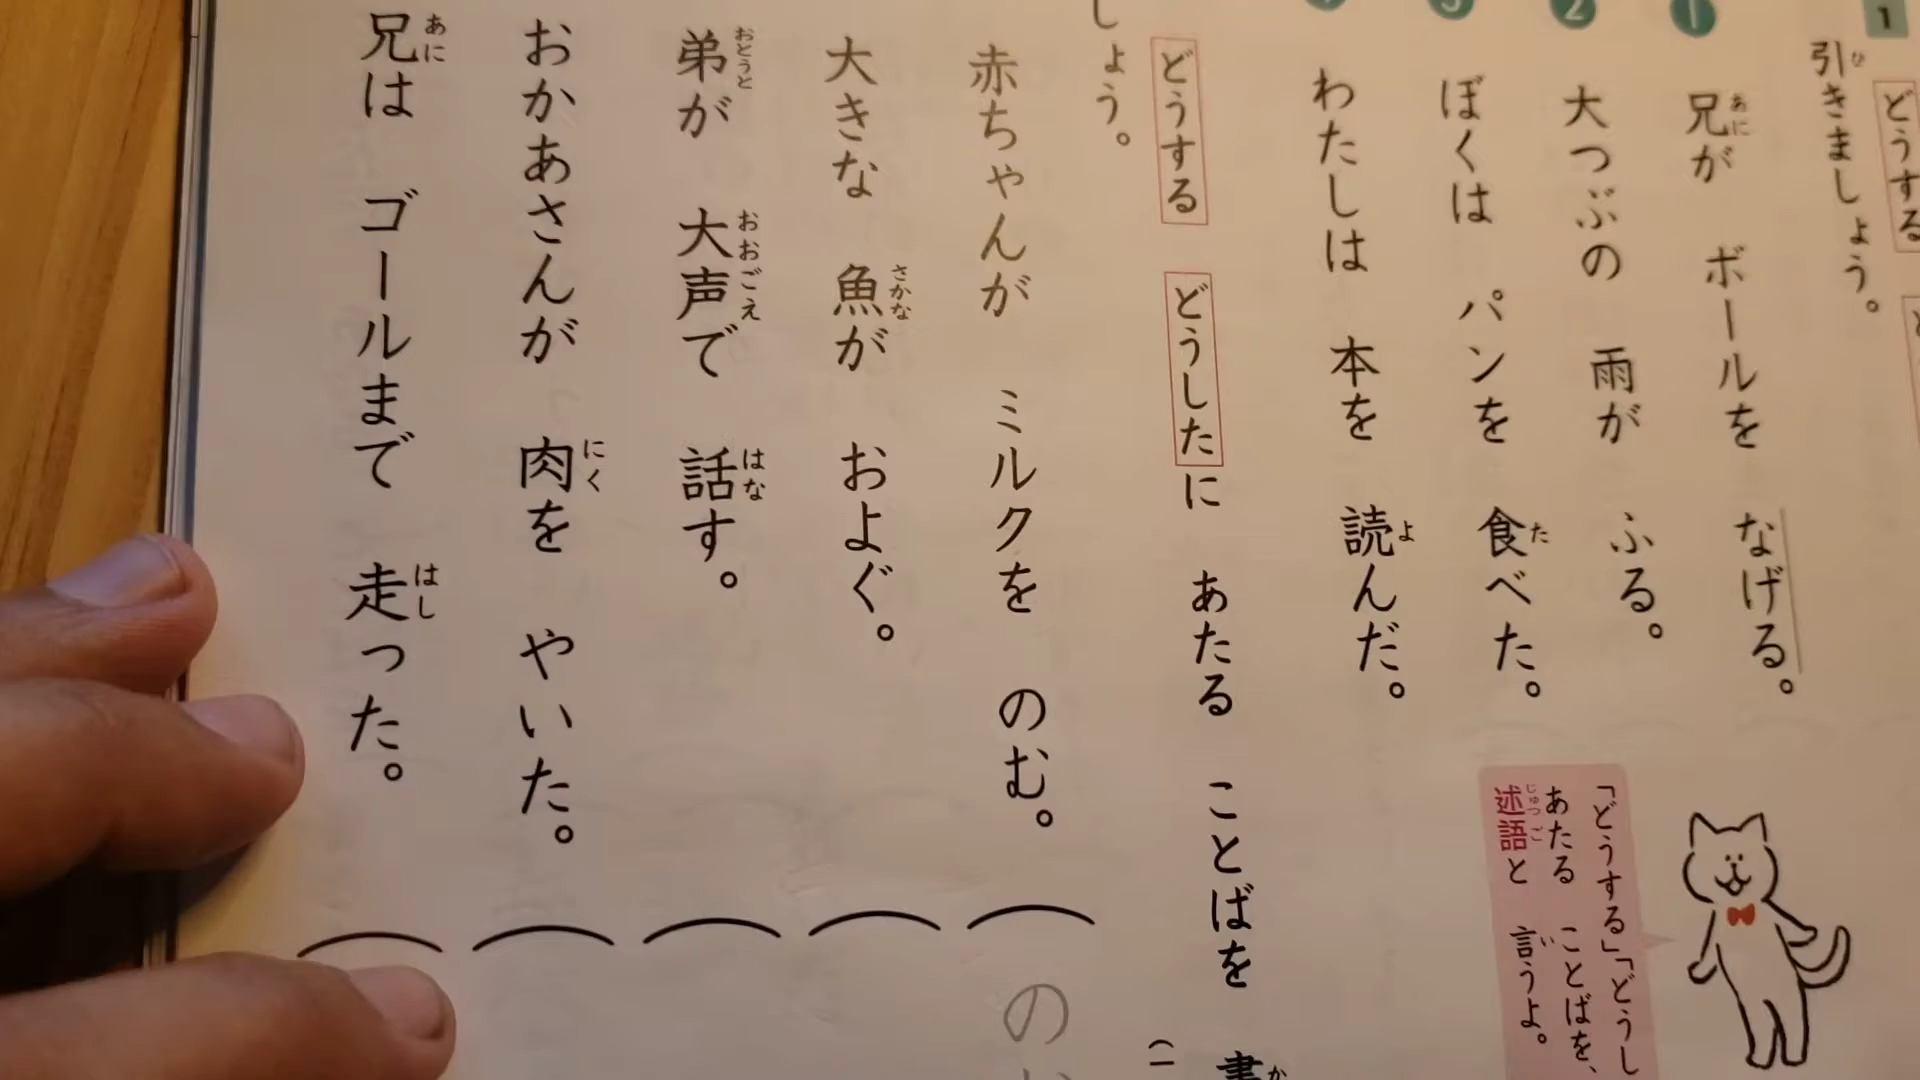 1
どうする
引きましょう。
1 兄が ボールを なげる。
2 大つぶの 雨が ふる。
3 ぼくは パンを 食べた。
わたしは 本を 読んだ。
「どうする」「どうし
あたる ことばを、
述語と 言うよ。
どうする どうしたに あたる ことばを 書
しょう。
赤ちゃんが ミルクを のむ。
の
大きな 魚が およぐ。
弟が 大声で 話す。
おかあさんが 肉を やいた。
兄は ゴールまで 走った。